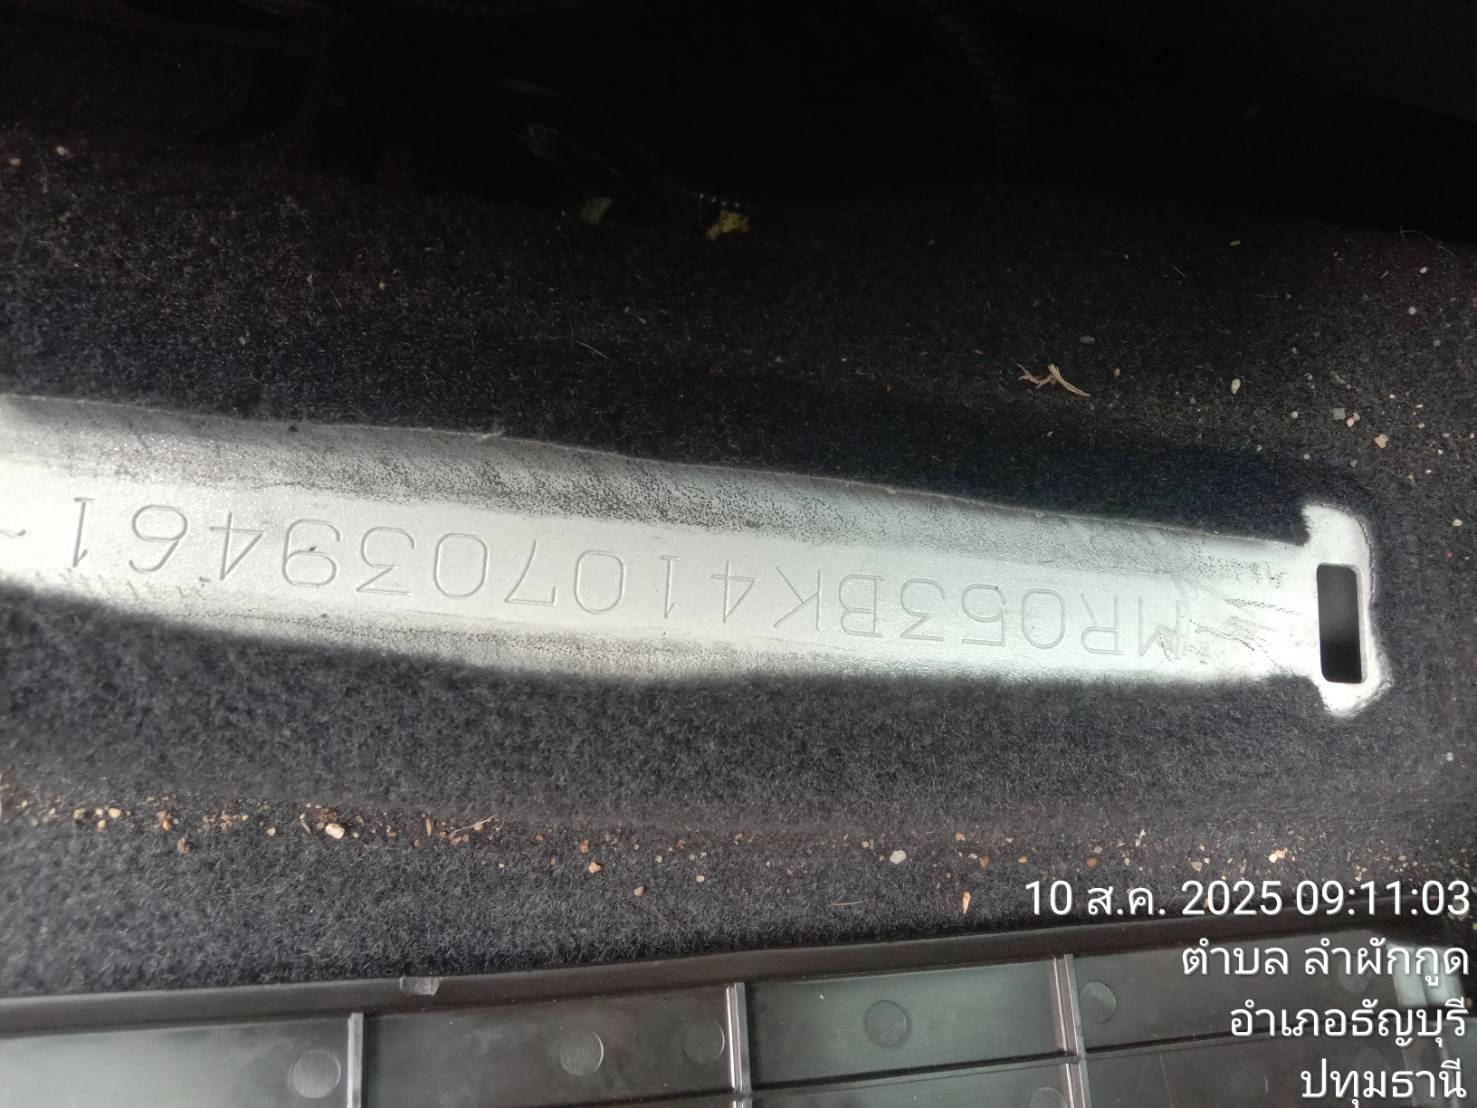 MR053BK4107039461
10 ส.ค. 2025 09:11:03
ตำบล ลำผักกูด
อำเภอธัญบุรี
ปทุมธานี